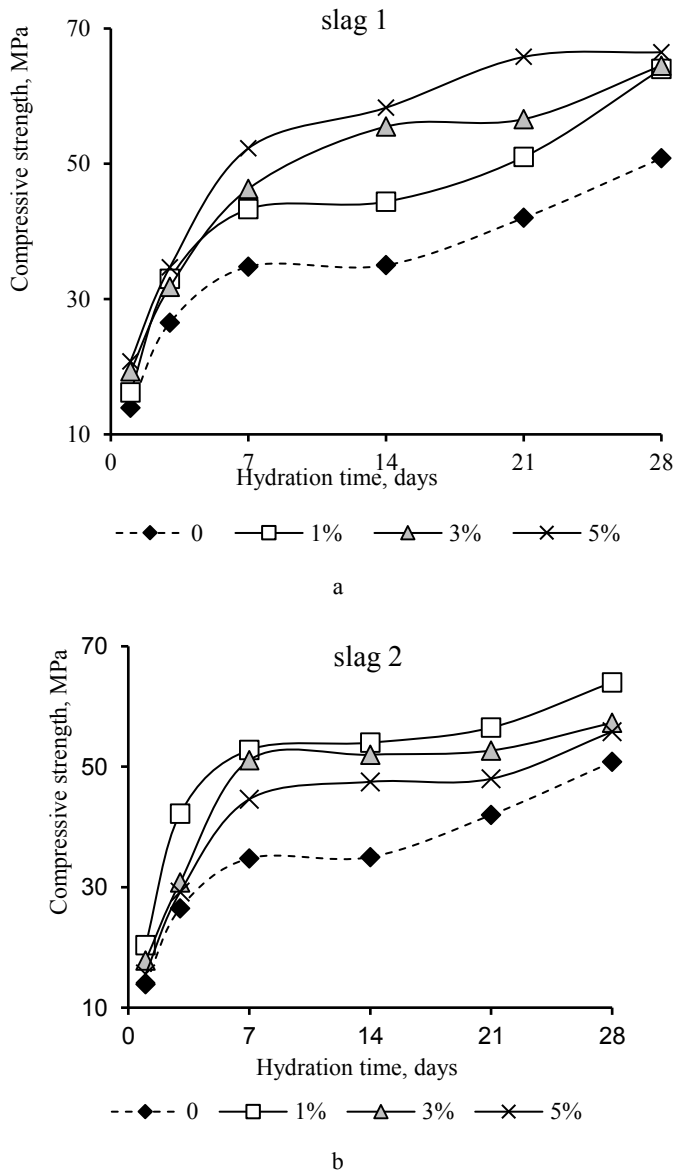 slag 1
Compressive strength, MPa
70
50
30
10
0 7 14 21 28
Hydration time, days
0 1% 3% 5%
a
slag 2
Compressive strength, MPa
70
50
30
10
0 7 14 21 28
Hydration time, days
0 1% 3% 5%
b